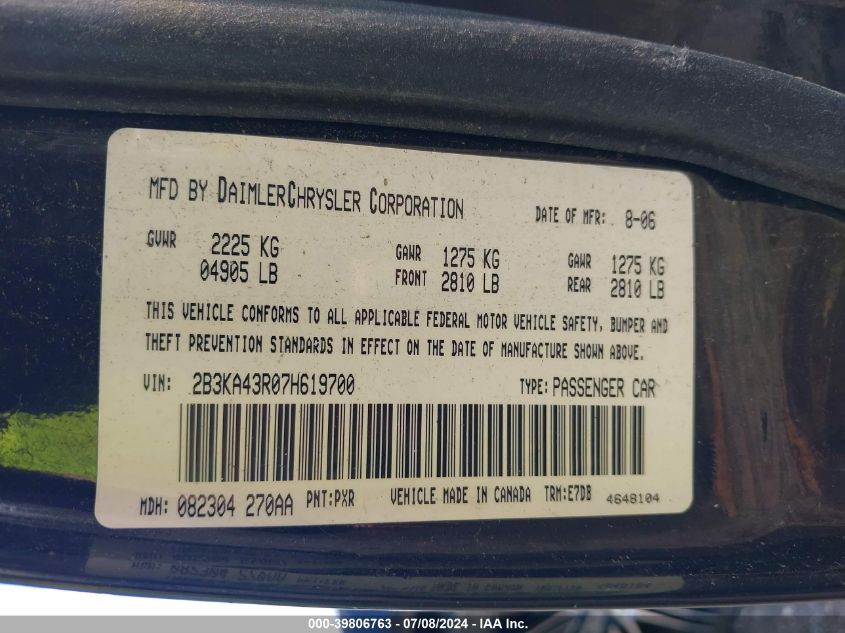 MFD BY DAIMLERCHRYSLER CORPORATION DATE OF MFR: 8-06
GVWR 2225 KG GAWR 1275 KG GAWR 1275 KG
04905 LB FRONT 2810 LB REAR 2810 LB
THIS VEHICLE CONFORMS TO ALL APPLICABLE FEDERAL MOTOR VEHICLE SAFETY, BUMPER AND
THEFT PREVENTION STANDARDS IN EFFECT ON THE DATE OF MANUFACTURE SHOWN ABOVE.
VIN: 2B3KA43R07H619700 TYPE: PASSENGER CAR
MDH: 082304 270AA PNT:PXR VEHICLE MADE IN CANADA TRM:E7DB 4648104
000-39806763 - 07/08/2024 - IAA Inc.